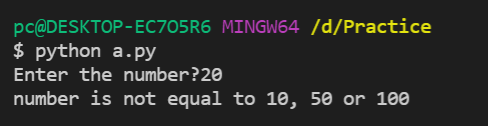 pc@DESKTOP-EC7O5R6 MINGW64 /d/Practice
$ python a.py
Enter the number?20
number is not equal to 10, 50 or 100